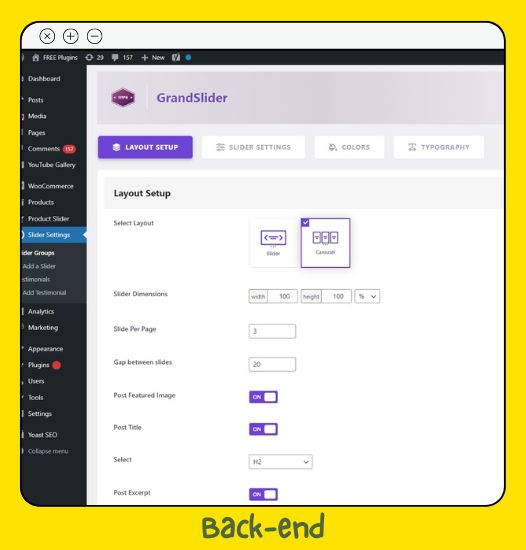 FREE Plugins 29 157 + New
GrandSlider
Dashboard
Posts
Media
Pages
Comments 157
YouTube Gallery
WooCommerce
Products
Product Slider
Slider Settings
ider Groups
Add a Slider
estimonials
Add Testimonial
Analytics
Marketing
Appearance
Plugins
Users
Tools
Settings
Yoast SEO
Collapse menu
LAYOUT SETUP SLIDER SETTINGS COLORS TYPOGRAPHY
Layout Setup
Select Layout
Slider Carousel
Slider Dimensions width 100 height 100 %
Slide Per Page 3
Gap between slides 20
Post Featured Image ON
Post Title ON
Select H2
Post Excerpt ON
Back-end